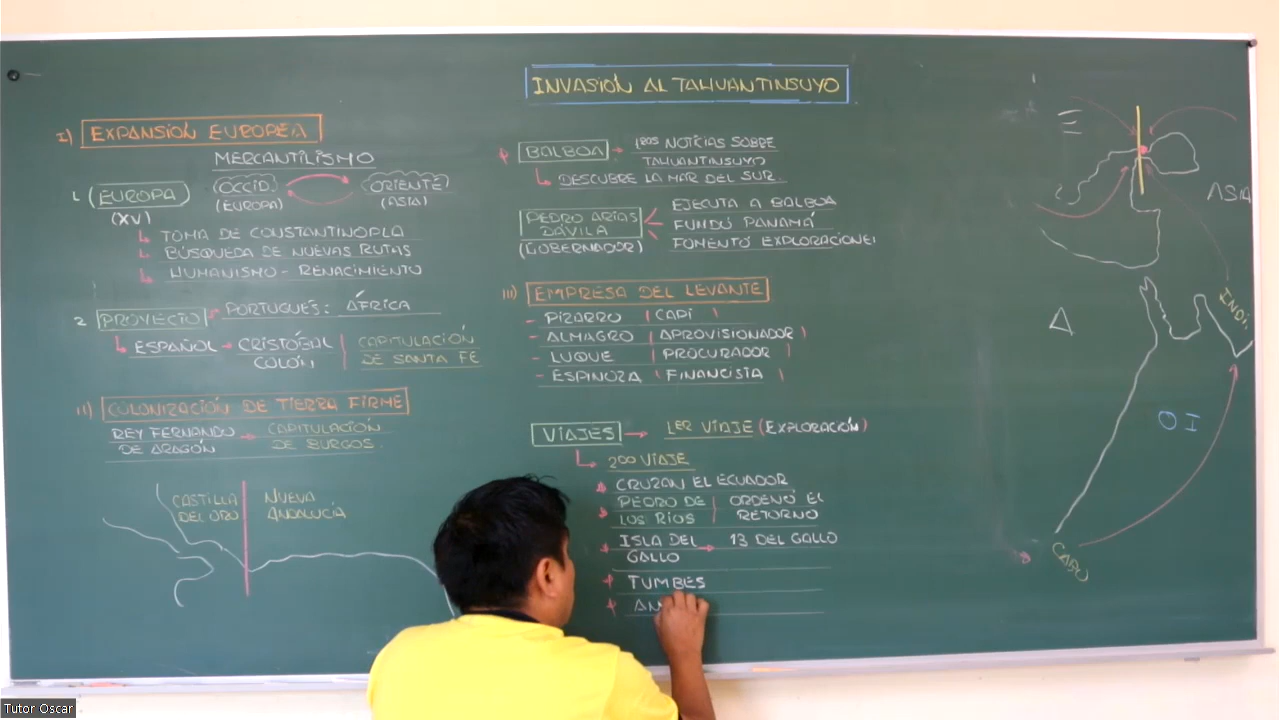 INVASIÓN AL TAHUANTINSUYO
I) EXPANSIÓN EUROPEA
MERCANTILISMO
1. (EUROPA) (OCCID.) (ORIENTE)
(XV) (EUROPA) (ASIA)
TOMA DE CONSTANTINOPLA
BÚSQUEDA DE NUEVAS RUTAS
HUMANISMO - RENACIMIENTO
2 PROYECTO PORTUGUÉS: ÁFRICA
ESPAÑOL → CRISTÓBAL COLÓN | CAPITULACIÓN DE SANTA FE
II) COLONIZACIÓN DE TIERRA FIRME
REY FERNANDO DE ARAGÓN → CAPITULACIÓN DE BURGOS.
CASTILLA DEL ORO
NUEVA ANDALUCÍA
BALBOA → 1RAS NOTICIAS SOBRE
TAHUANTINSUYO
DESCUBRE LA MAR DEL SUR.
PEDRO ARIAS DÁVILA
(GOBERNADOR)
EJECUTA A BALBOA
FUNDÓ PANAMÁ
FOMENTÓ EXPLORACIONE
III) EMPRESA DEL LEVANTE
- PIZARRO (CAPI )
- ALMAGRO (APROVISIONADOR)
- LUQUE (PROCURADOR )
- ESPINOZA (FINANCISTA )
VIAJES → 1ER VIAJE (EXPLORACIÓN)
2DO VIAJE
CRUZAN EL ECUADOR
PEDRO DE LOS RÍOS | ORDENÓ EL RETORNO
ISLA DEL GALLO → 13 DEL GALLO
TUMBES
AN
E
ASIA
INDI
A
OI
CABO
Tutor Oscar